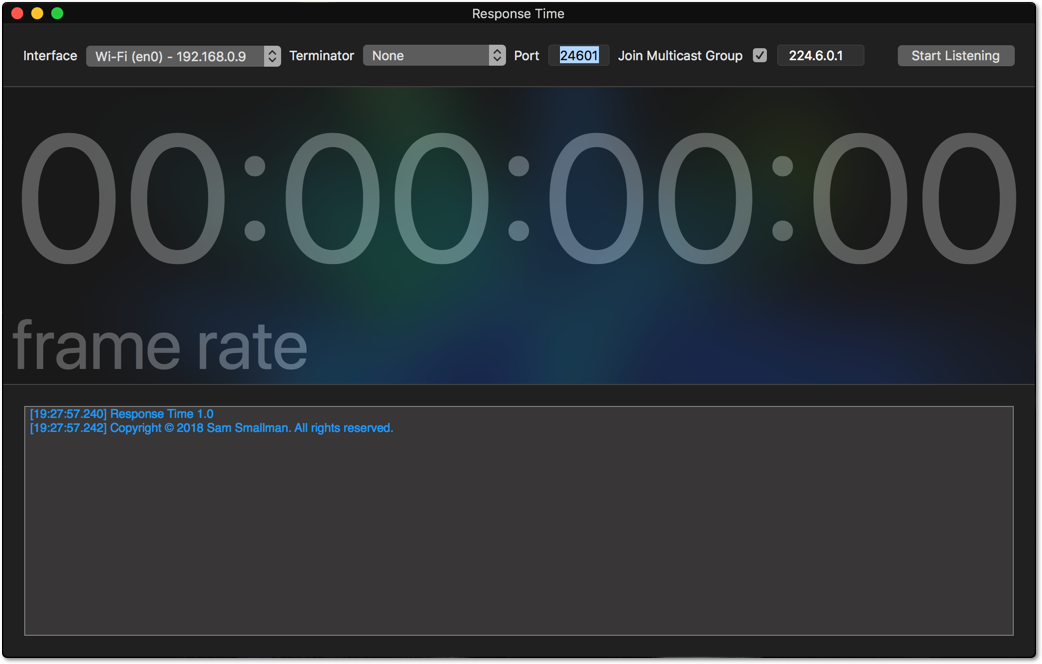 Response Time
Interface Wi-Fi (en0) - 192.168.0.9 Terminator None Port 24601 Join Multicast Group 224.6.0.1 Start Listening
00:00:00:00
frame rate
[19:27:57.240] Response Time 1.0
[19:27:57.242] Copyright © 2018 Sam Smallman. All rights reserved.